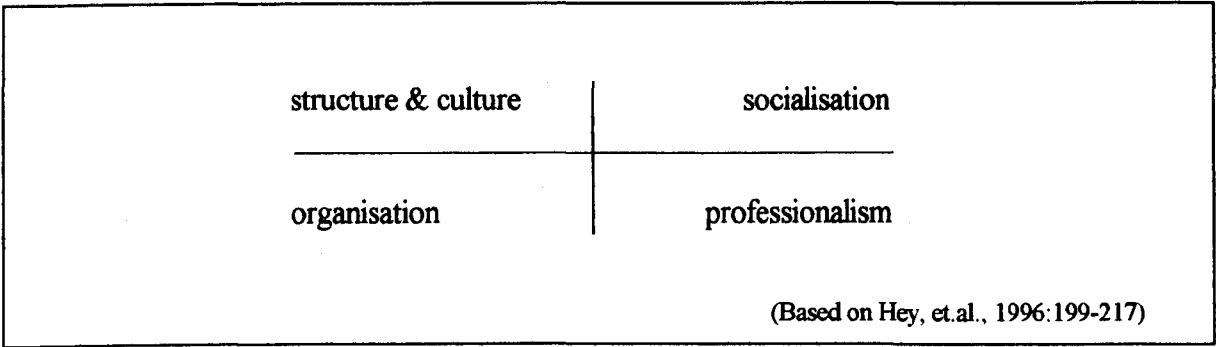 structure & culture socialisation
organisation professionalism
(Based on Hey, et.al., 1996:199-217)